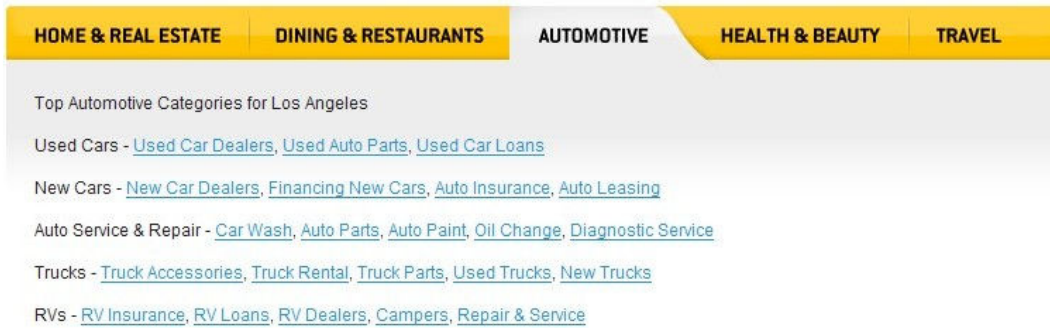 HOME & REAL ESTATE DINING & RESTAURANTS AUTOMOTIVE HEALTH & BEAUTY TRAVEL
Top Automotive Categories for Los Angeles
Used Cars - Used Car Dealers, Used Auto Parts, Used Car Loans
New Cars - New Car Dealers, Financing New Cars, Auto Insurance, Auto Leasing
Auto Service & Repair - Car Wash, Auto Parts, Auto Paint, Oil Change, Diagnostic Service
Trucks - Truck Accessories, Truck Rental, Truck Parts, Used Trucks, New Trucks
RVs - RV Insurance, RV Loans, RV Dealers, Campers, Repair & Service